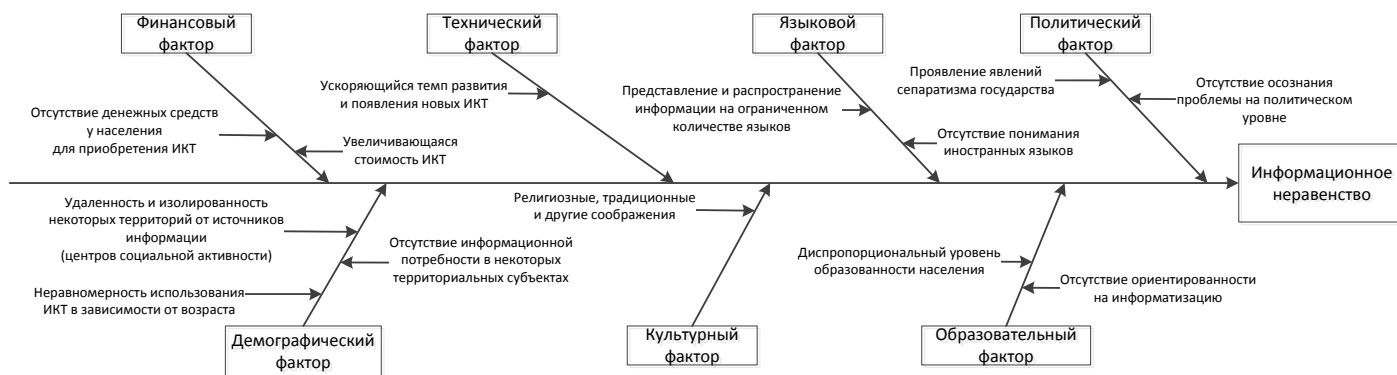 Финансовый
фактор
Технический
фактор
Языковой
фактор
Политический
фактор
Отсутствие денежных средств
у населения
для приобретения ИКТ
Увеличивающаяся
стоимость ИКТ
Ускоряющийся темп развития
и появления новых ИКТ
Представление и распространение
информации на ограниченном
количестве языков
Отсутствие понимания
иностранных языков
Проявление явлений
сепаратизма государства
Отсутствие осознания
проблемы на политическом
уровне
Информационное
неравенство
Удаленность и изолированность
некоторых территорий от источников
информации
(центров социальной активности)
Отсутствие информационной
потребности в некоторых
территориальных субъектах
Неравномерность использования
ИКТ в зависимости от возраста
Религиозные, традиционные
и другие соображения
Диспропорциональный уровень
образованности населения
Отсутствие ориентированности
на информатизацию
Демографический
фактор
Культурный
фактор
Образовательный
фактор